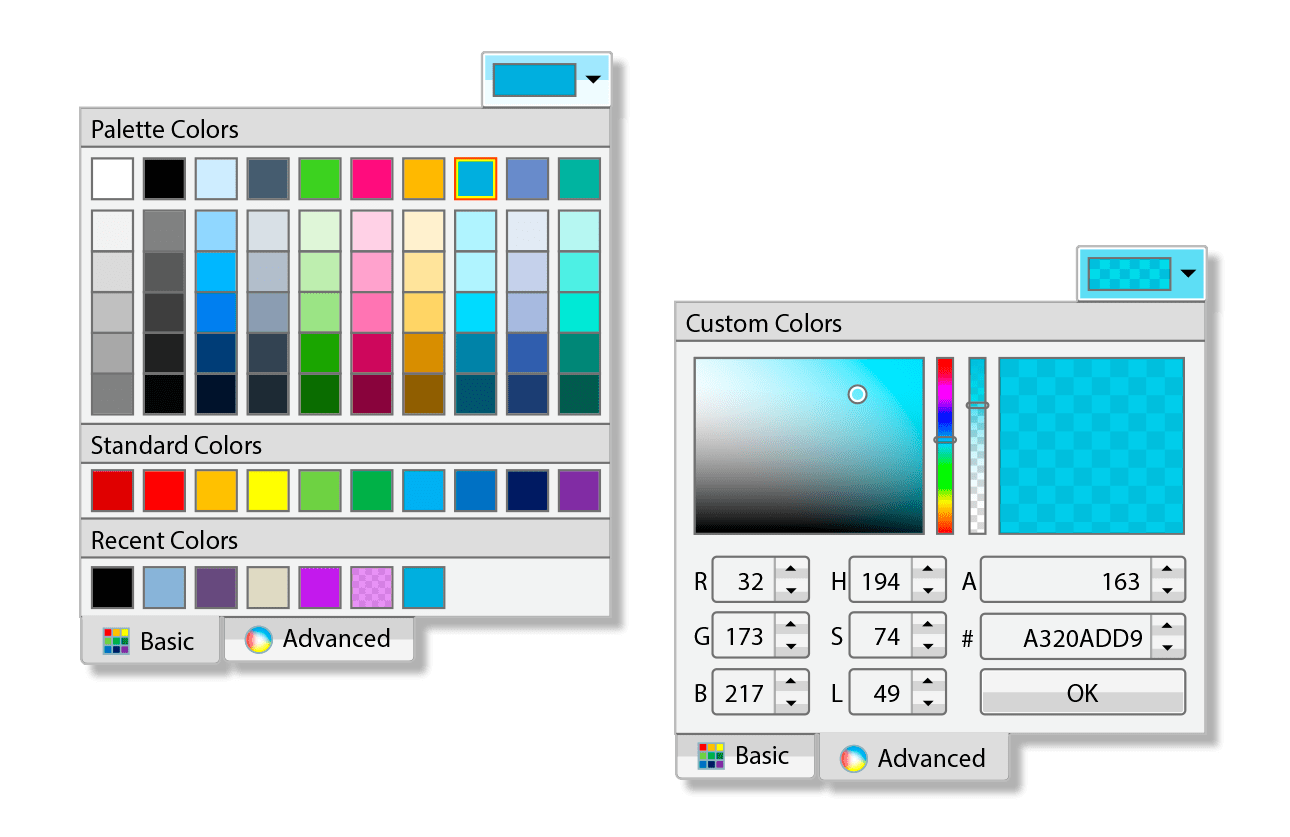 Palette Colors
Standard Colors
Recent Colors
Basic
Advanced
Custom Colors
R 32 H 194 A 163
G 173 S 74 # A320ADD9
B 217 L 49 OK
Basic
Advanced